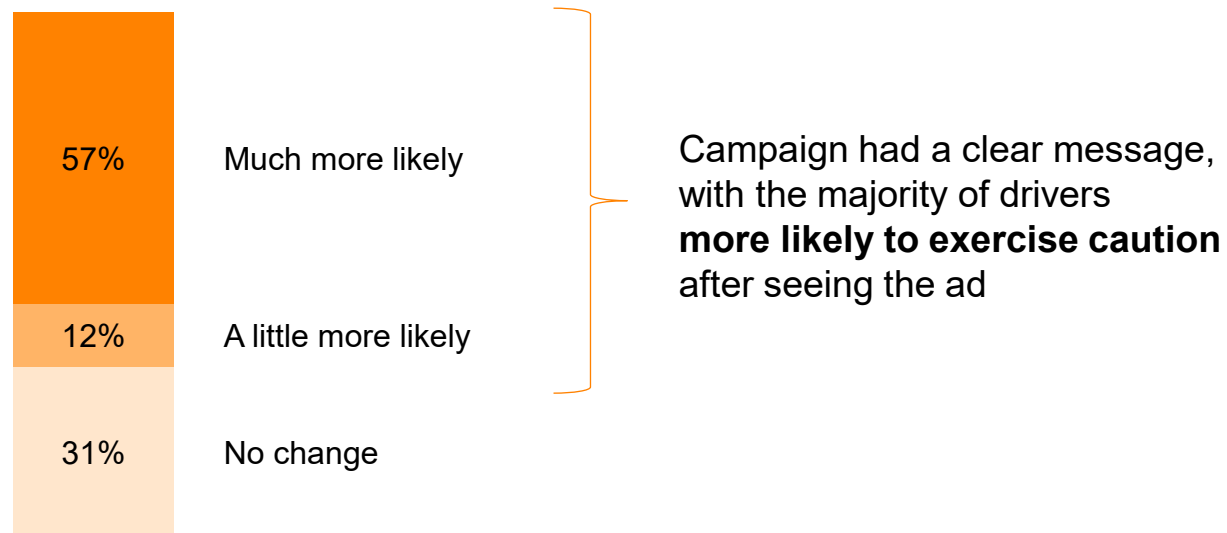 57%
Much more likely
12%
A little more likely
31%
No change
Campaign had a clear message,
with the majority of drivers
more likely to exercise caution
after seeing the ad